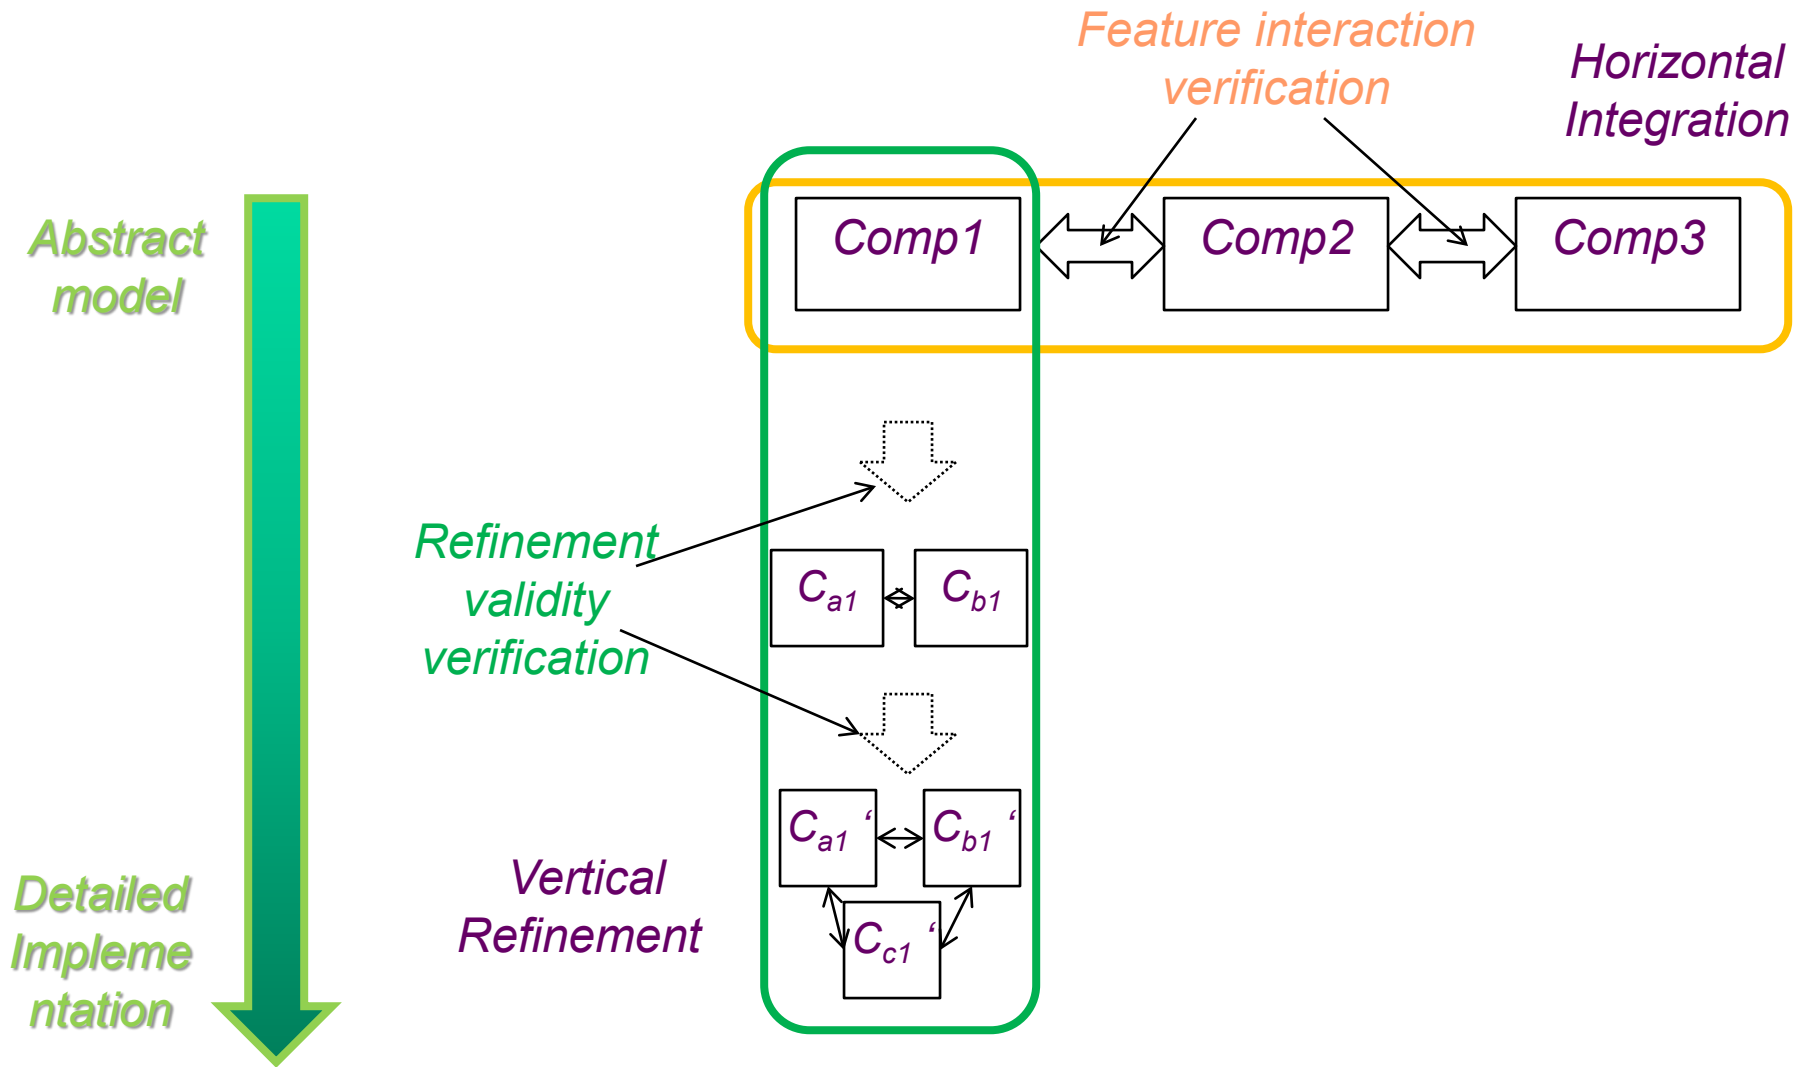 Feature interaction
verification
Horizontal
Integration
Abstract
model
Comp1
Comp2
Comp3
Refinement
validity
verification
Ca1
Cb1
Ca1 ‘
Cb1 ‘
Cc1 ‘
Vertical
Refinement
Detailed
Impleme
ntation